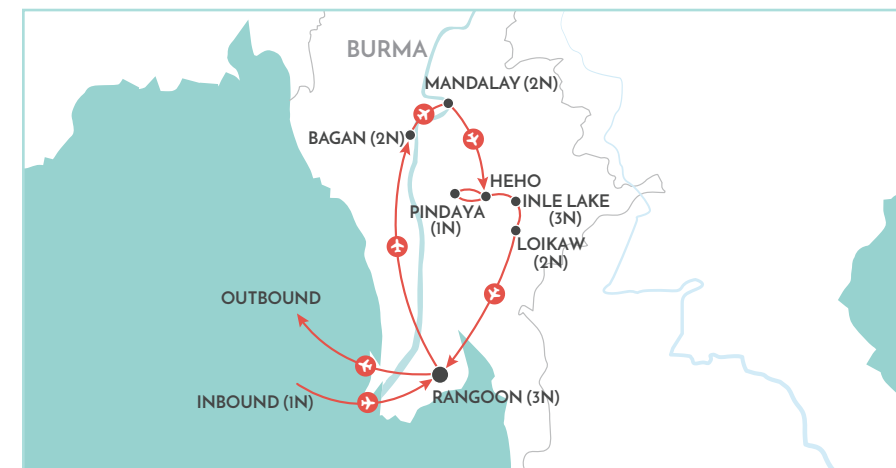 BURMA
MANDALAY (2N)
BAGAN (2N)
HEHO
PINDAYA
(1N)
INLE LAKE
(3N)
LOIKAW
(2N)
OUTBOUND
INBOUND (1N)
RANGOON (3N)